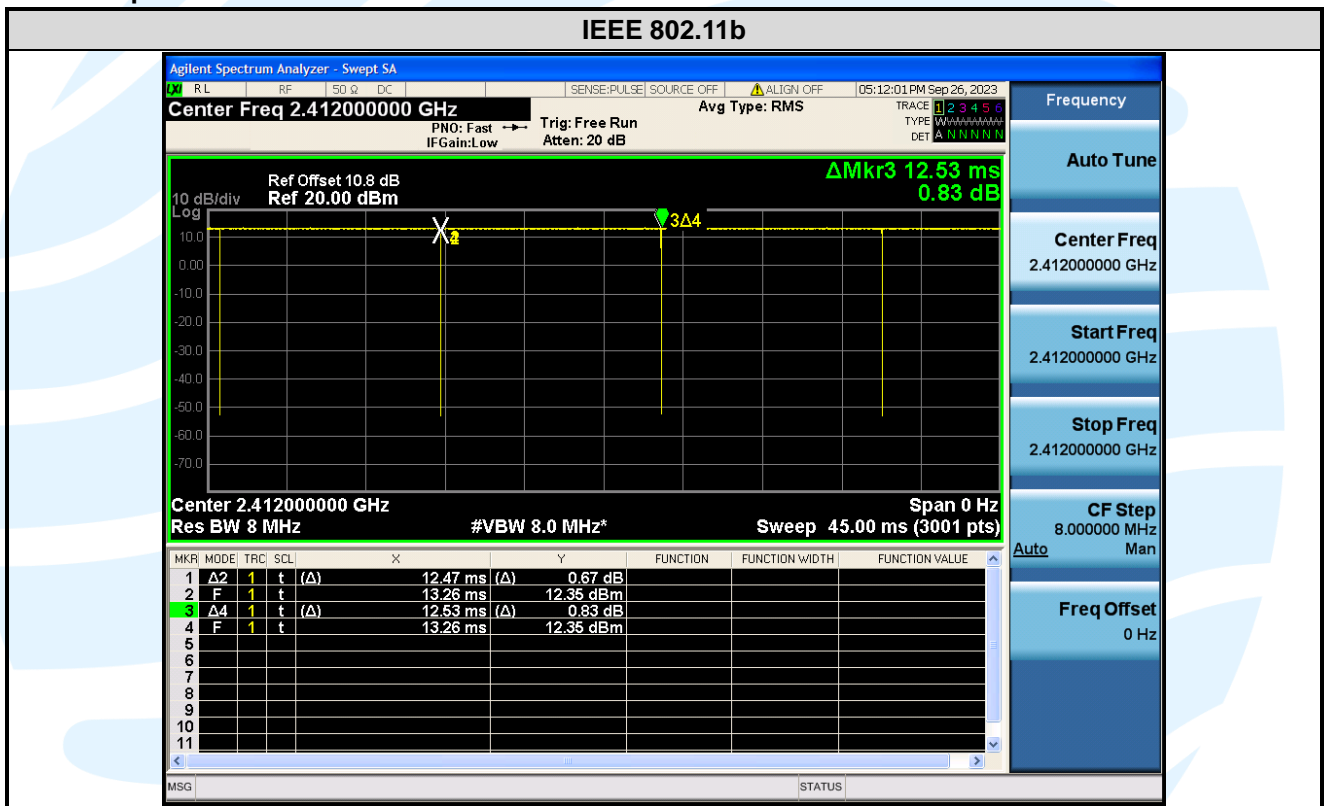 IEEE 802.11b
Agilent Spectrum Analyzer - Swept SA
LXI RL RF 50 Ω DC SENSE:PULSE SOURCE OFF ⚠ ALIGN OFF 05:12:01 PM Sep 26, 2023
Center Freq 2.412000000 GHz
PNO: Fast
IFGain:Low
Trig: Free Run
Atten: 20 dB
Avg Type: RMS
TRACE 1 2 3 4 5 6
TYPE
DET A N N N N N
Frequency
Auto Tune
Center Freq
2.412000000 GHz
Start Freq
2.412000000 GHz
Stop Freq
2.412000000 GHz
CF Step
8.000000 MHz
Auto Man
Freq Offset
0 Hz
ΔMkr3 12.53 ms
0.83 dB
Ref Offset 10.8 dB
10 dB/div Ref 20.00 dBm
Log
3Δ4
10.0
0.00
-10.0
-20.0
-30.0
-40.0
-50.0
-60.0
-70.0
Center 2.412000000 GHz Span 0 Hz
Res BW 8 MHz #VBW 8.0 MHz* Sweep 45.00 ms (3001 pts)
MKR MODE TRC SCL X Y FUNCTION FUNCTION WIDTH FUNCTION VALUE
1 Δ2 1 t (Δ) 12.47 ms (Δ) 0.67 dB
2 F 1 t 13.26 ms 12.35 dBm
3 Δ4 1 t (Δ) 12.53 ms (Δ) 0.83 dB
4 F 1 t 13.26 ms 12.35 dBm
5
6
7
8
9
10
11
MSG STATUS